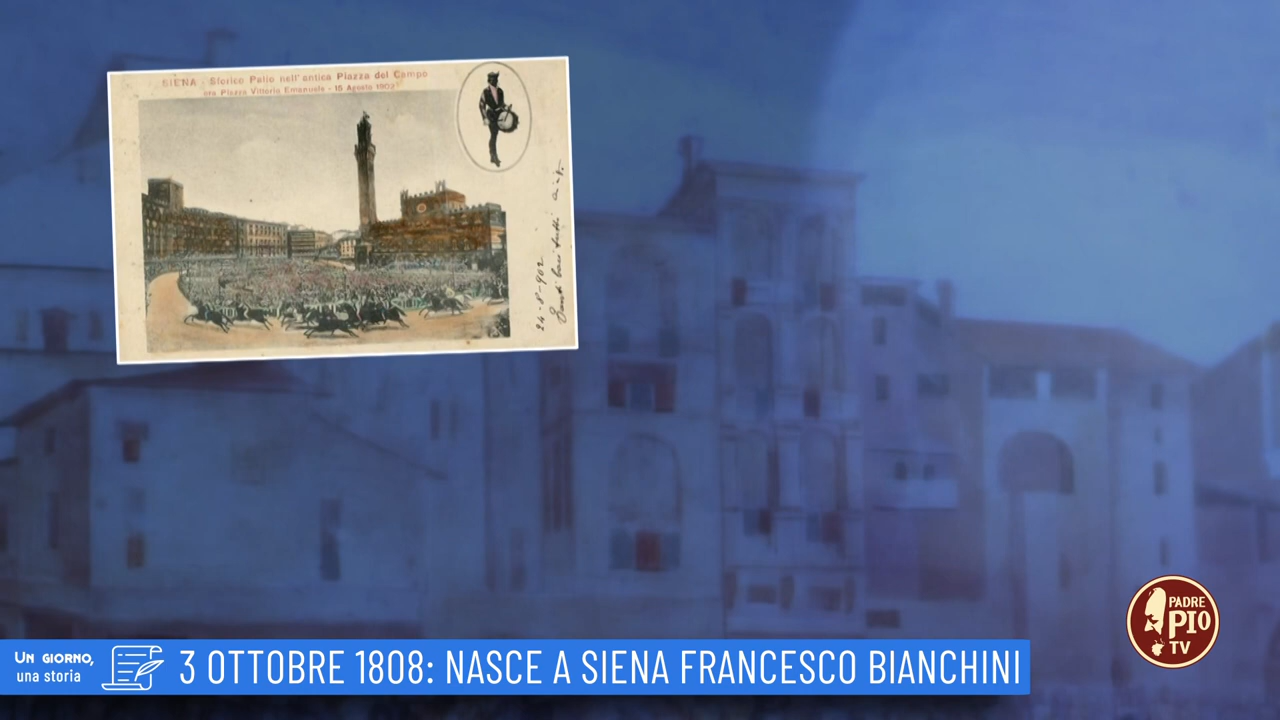 SIENA - Storico Palio nell'antica Piazza del Campo
ora Piazza Vittorio Emanuele - 15 Agosto 1902
24-8-902
UN GIORNO,
una storia
3 OTTOBRE 1808: NASCE A SIENA FRANCESCO BIANCHINI
PADRE
PIO
TV